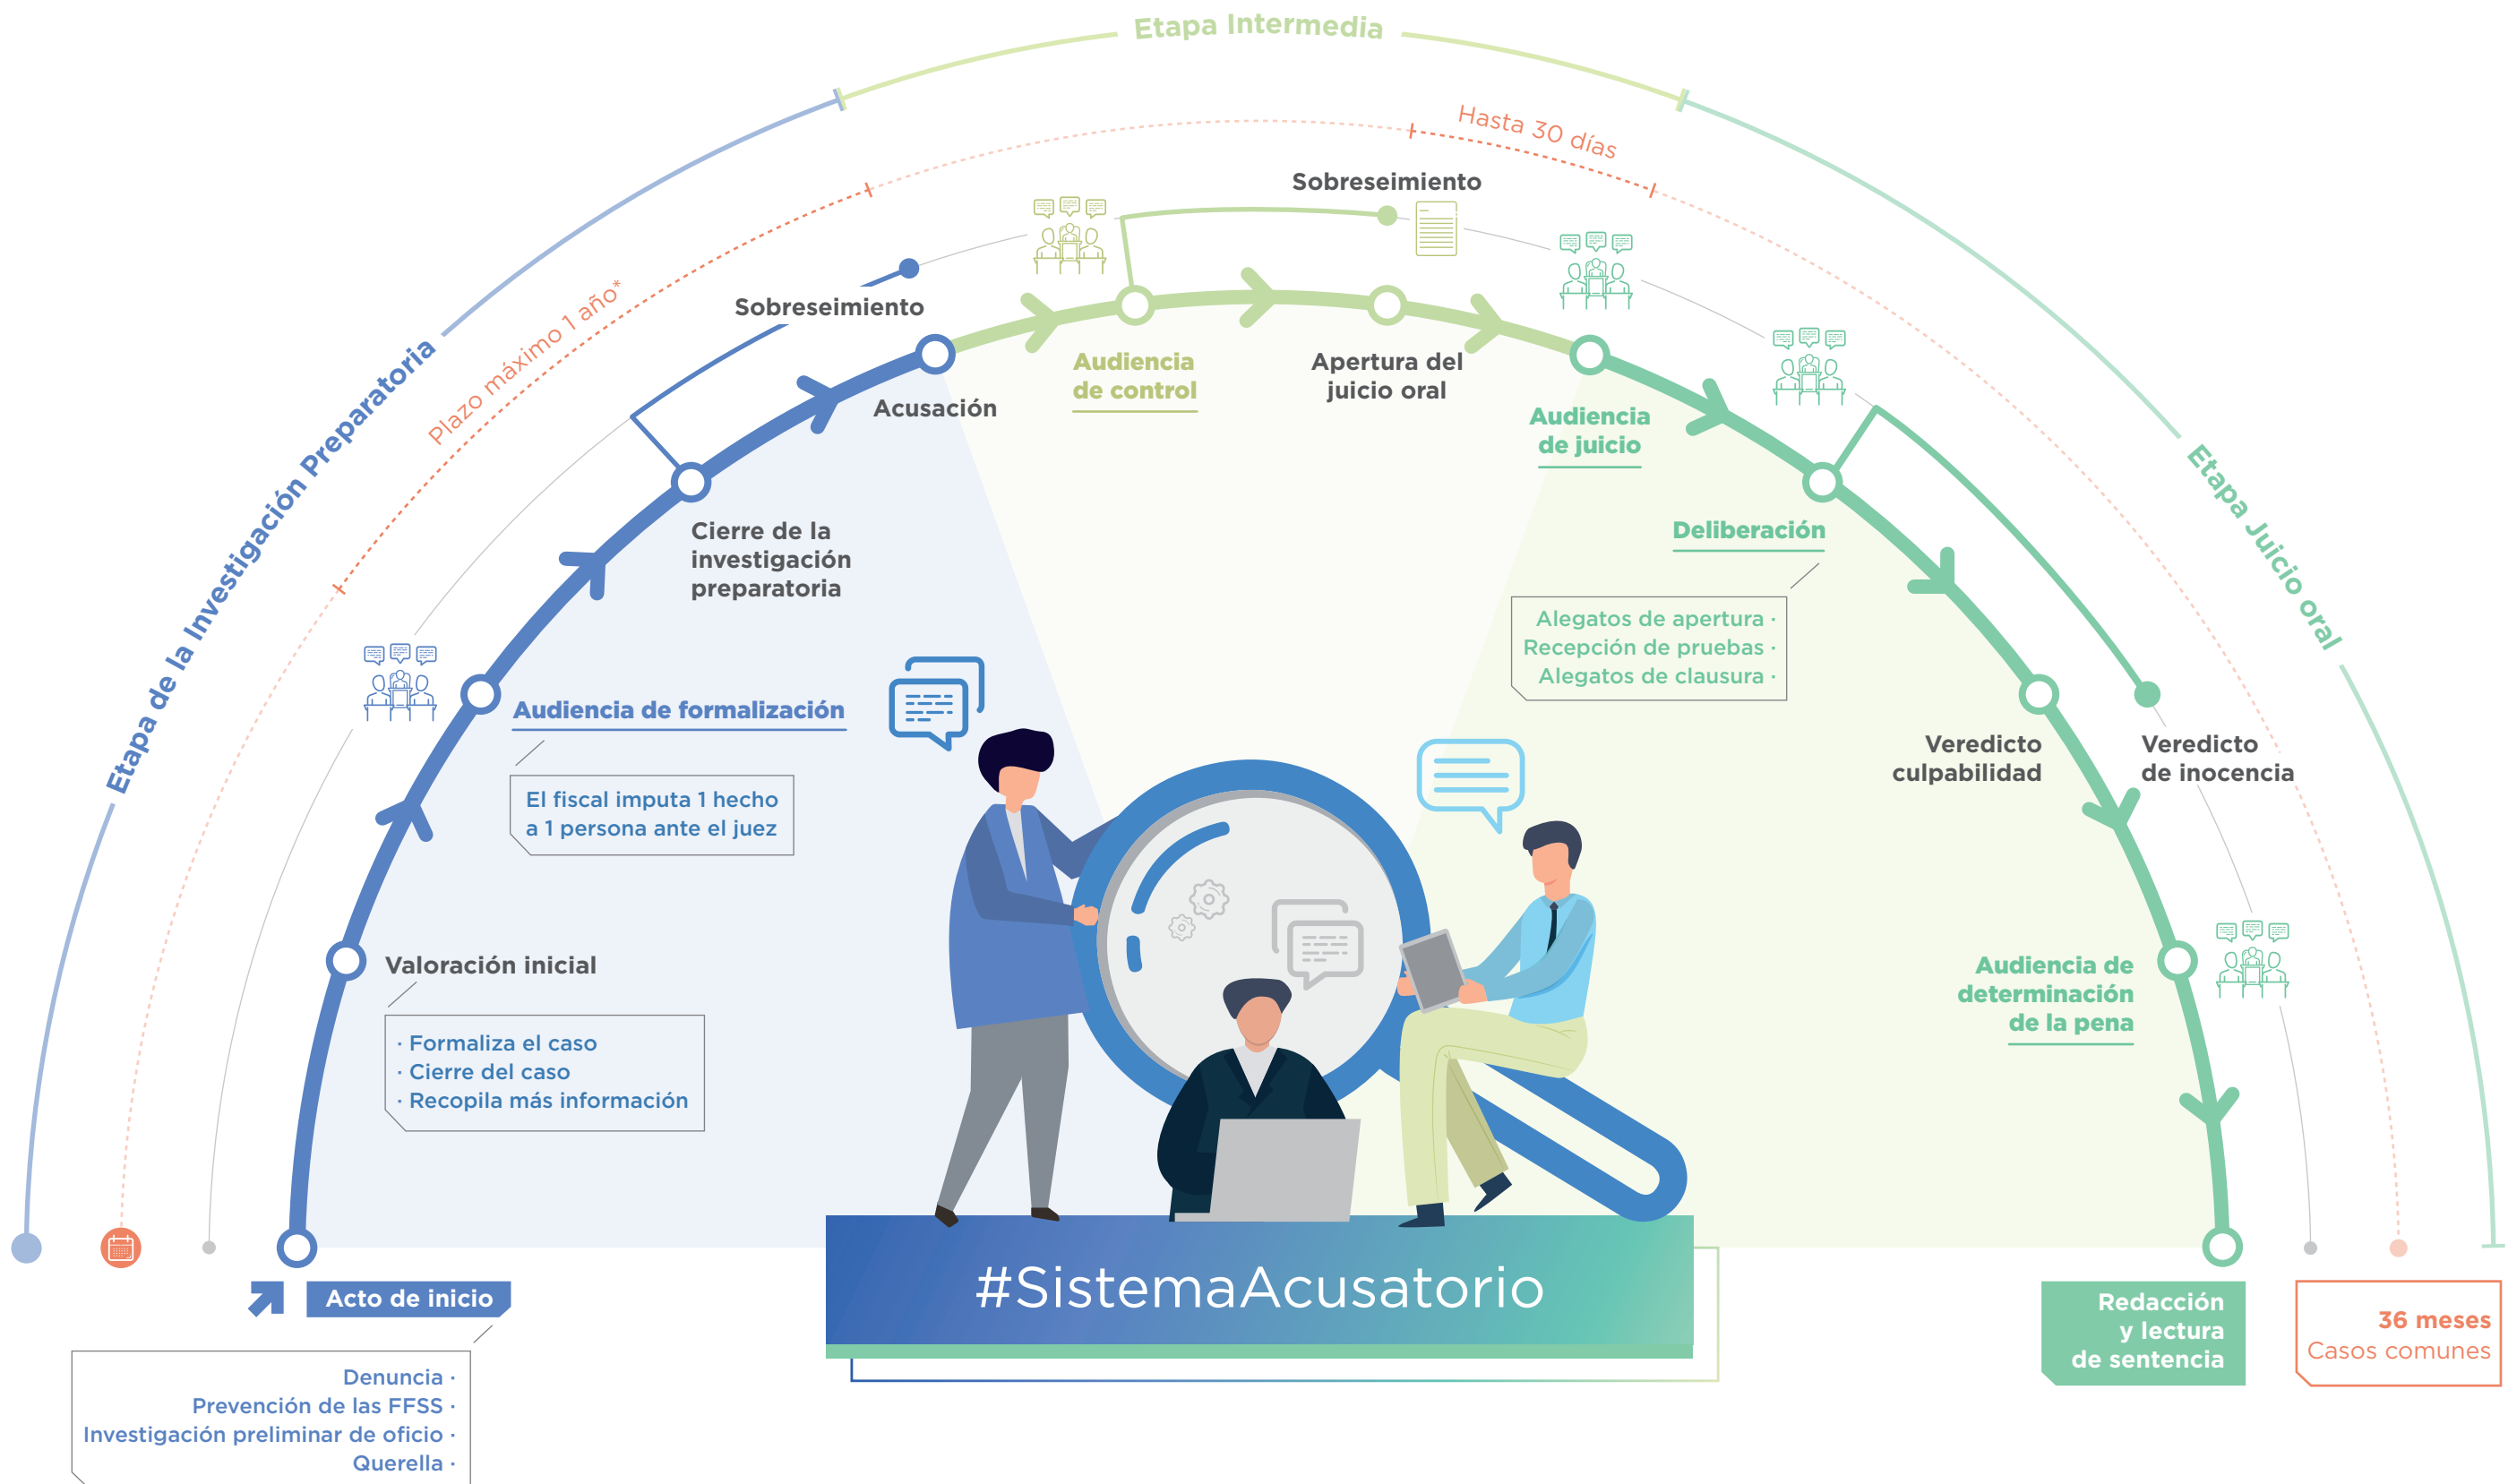 Etapa de la Investigación Preparatoria
Etapa Intermedia
Etapa Juicio oral
Plazo máximo 1 año*
Hasta 30 días
Acto de inicio
Denuncia ·
Prevención de las FFSS ·
Investigación preliminar de oficio ·
Querella ·
Valoración inicial
· Formaliza el caso
· Cierre del caso
· Recopila más información
Audiencia de formalización
El fiscal imputa 1 hecho
a 1 persona ante el juez
Cierre de la
investigación
preparatoria
Sobreseimiento
Acusación
Audiencia
de control
Sobreseimiento
Apertura del
juicio oral
Audiencia
de juicio
Deliberación
Alegatos de apertura ·
Recepción de pruebas ·
Alegatos de clausura ·
Veredicto
culpabilidad
Veredicto
de inocencia
Audiencia de
determinación
de la pena
Redacción
y lectura
de sentencia
36 meses
Casos comunes
#SistemaAcusatorio